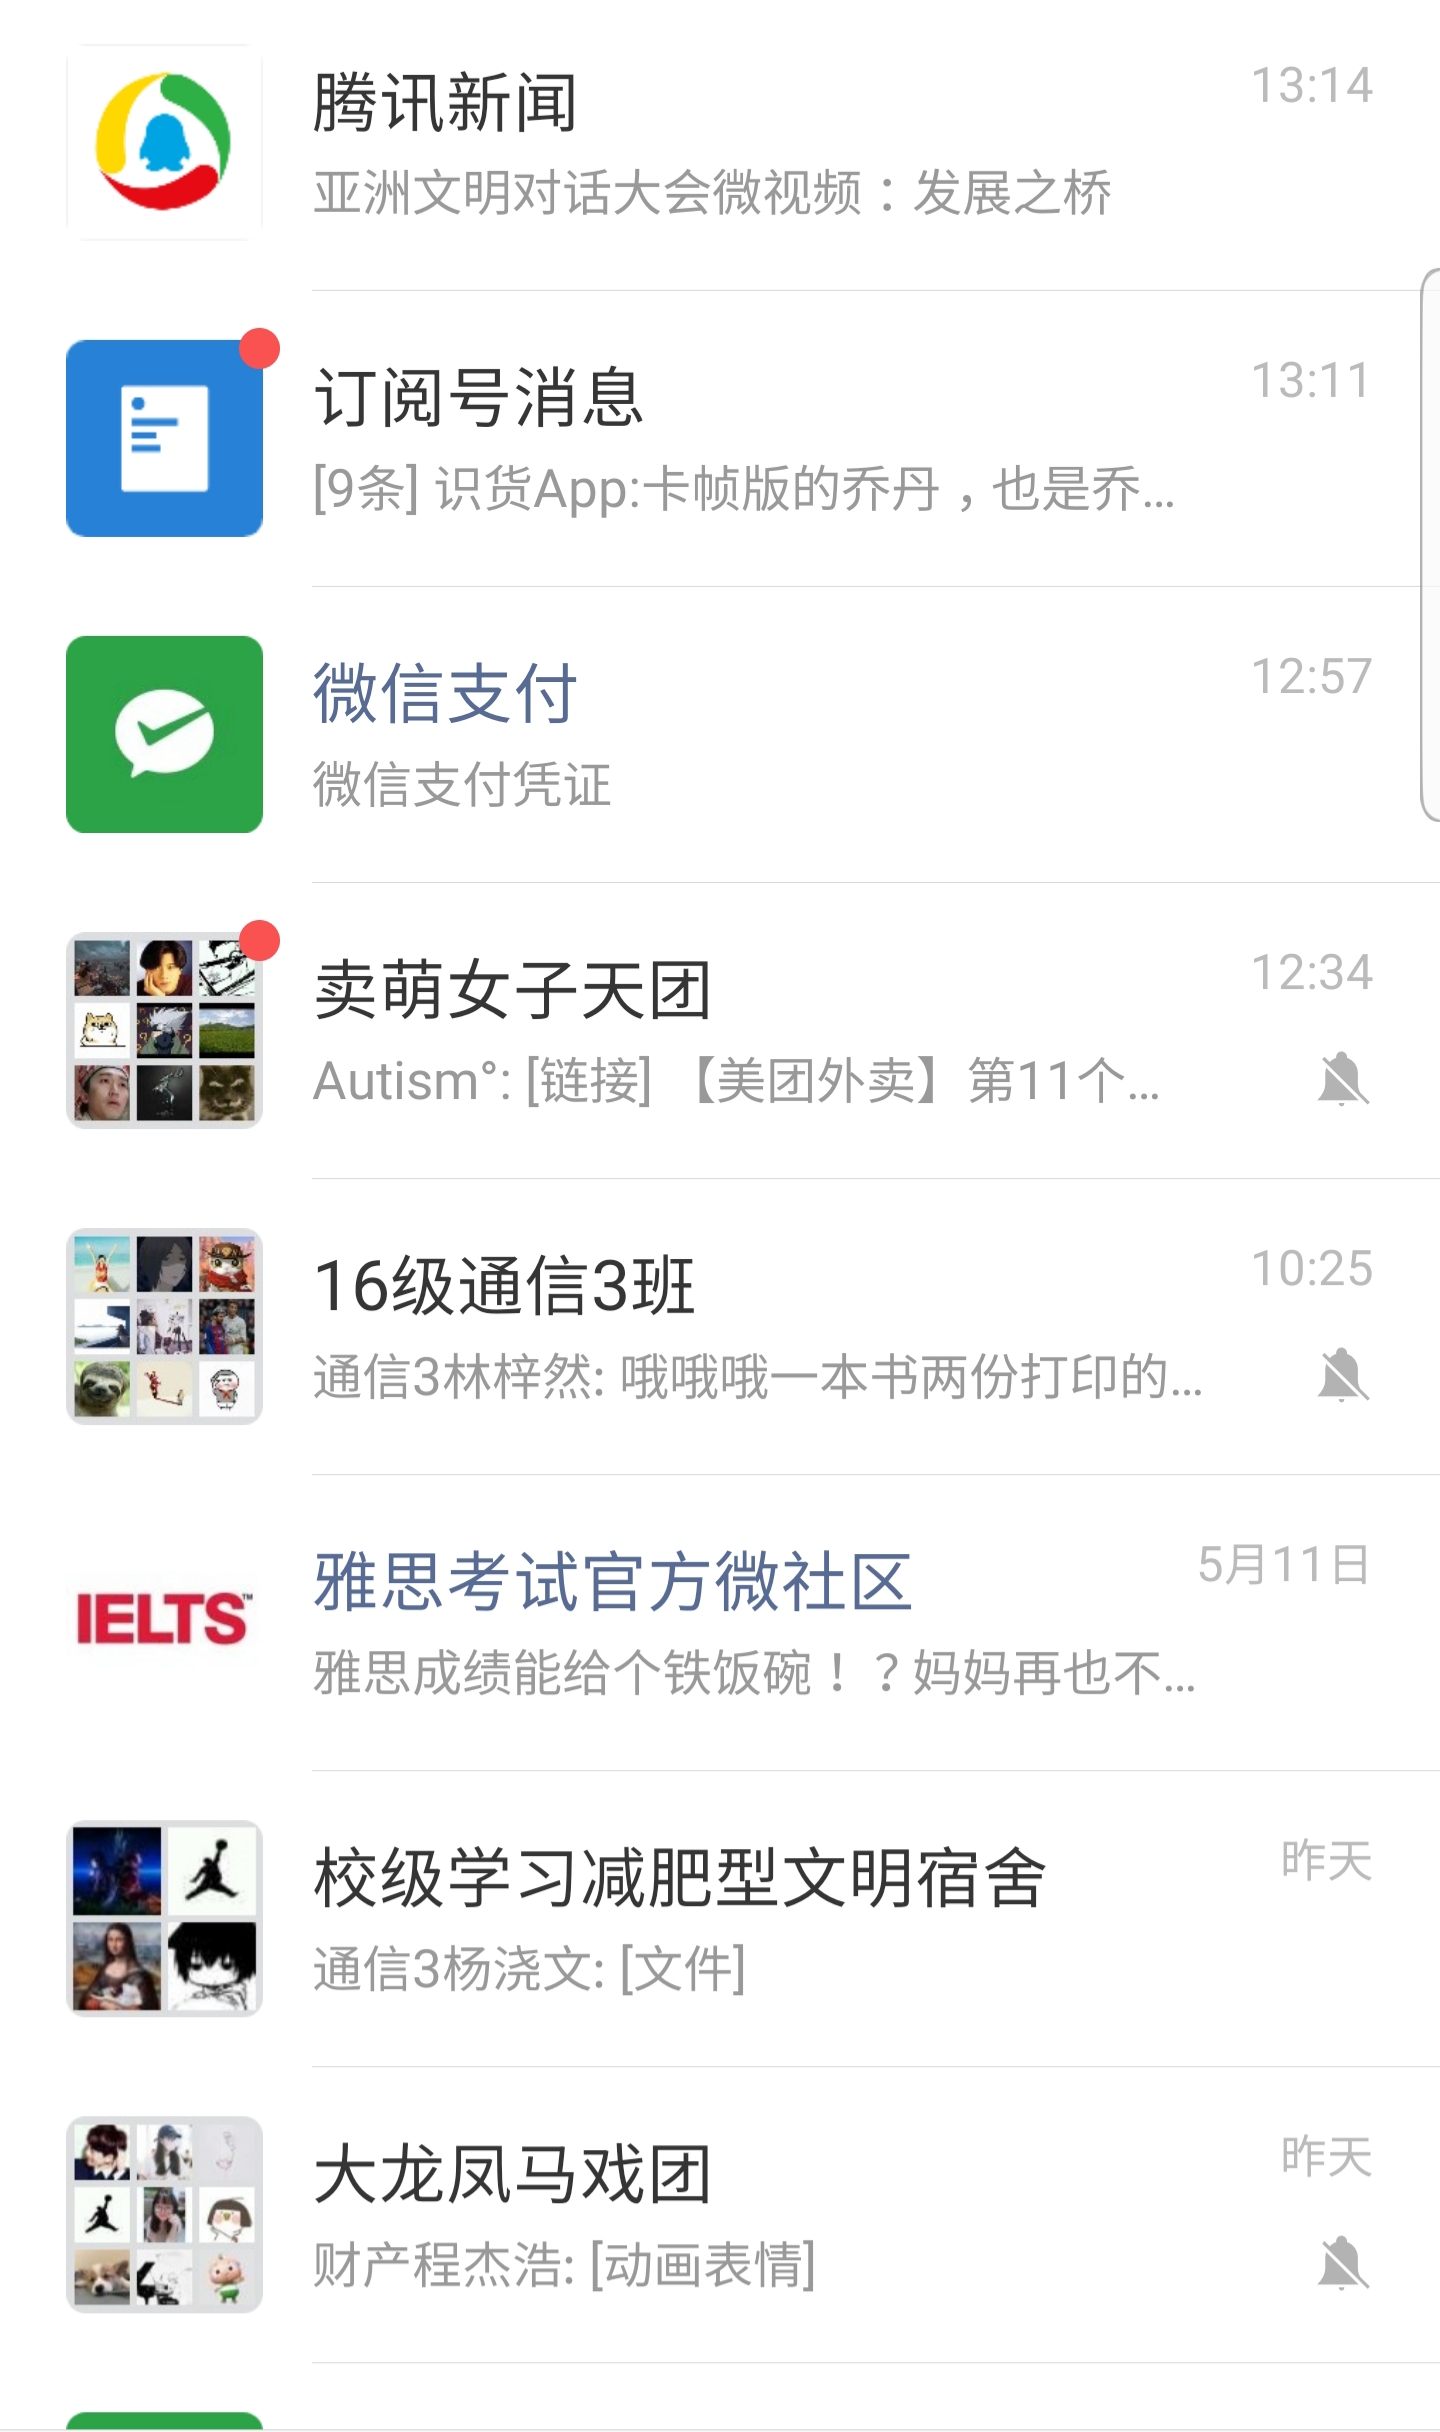 腾讯新闻
13:14
亚洲文明对话大会微视频：发展之桥
订阅号消息
13:11
[9条] 识货App:卡帧版的乔丹，也是乔...
微信支付
12:57
微信支付凭证
卖萌女子天团
12:34
Autism°: [链接] 【美团外卖】第11个...
16级通信3班
10:25
通信3林梓然: 哦哦哦一本书两份打印的...
IELTS™
雅思考试官方微社区
5月11日
雅思成绩能给个铁饭碗！？妈妈再也不...
校级学习减肥型文明宿舍
昨天
通信3杨浇文: [文件]
大龙凤马戏团
昨天
财产程杰浩: [动画表情]